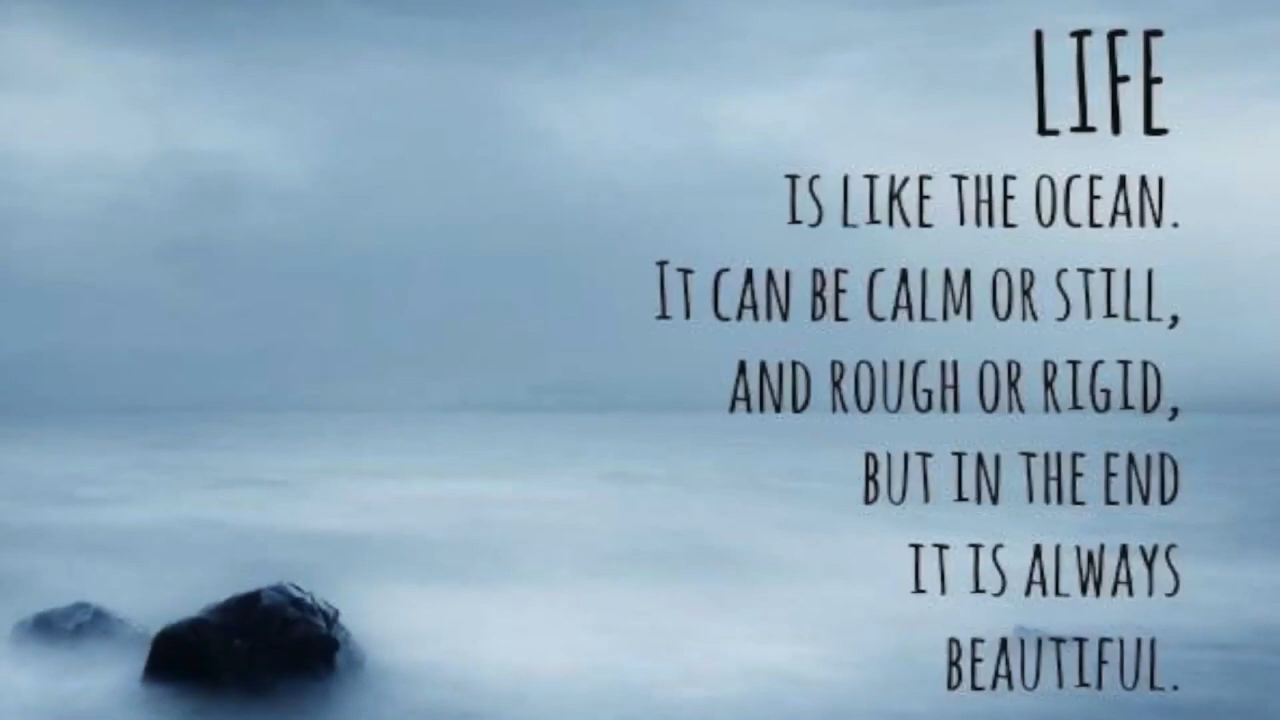 LIFE
IS LIKE THE OCEAN.
IT CAN BE CALM OR STILL,
AND ROUGH OR RIGID,
BUT IN THE END
IT IS ALWAYS
BEAUTIFUL.